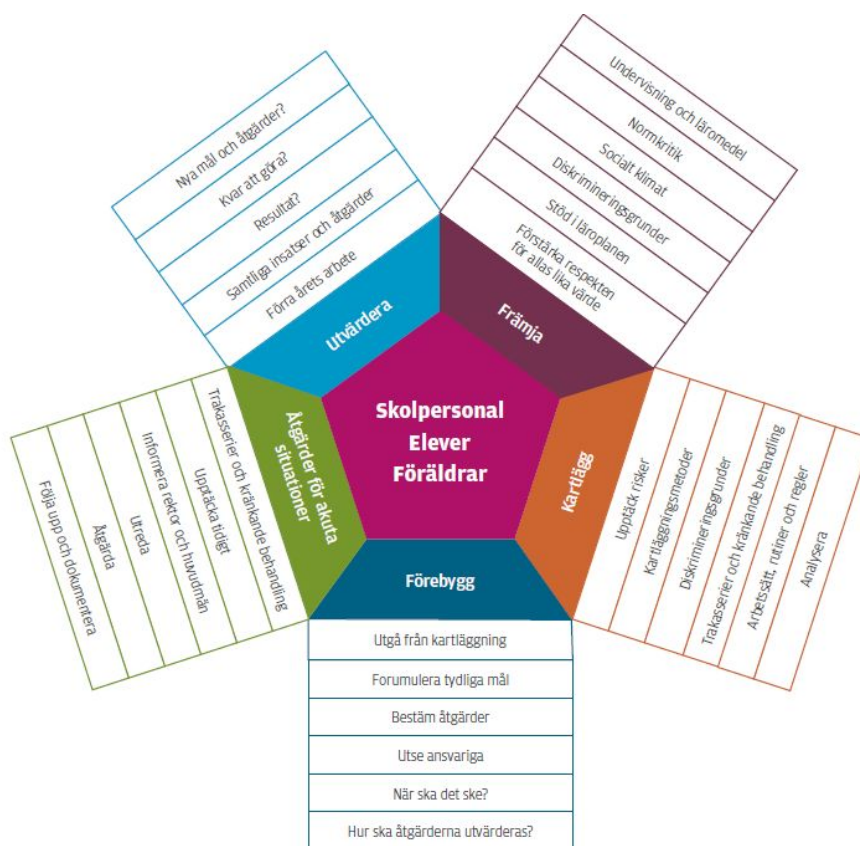 Skolpersonal
Elever
Föräldrar
Främja
Förstärka respekten
för allas lika värde
Stöd i läroplanen
Diskrimineringsgrunder
Socialt klimat
Normkritik
Undervisning och läromedel
Kartlägg
Upptäck risker
Kartläggningsmetoder
Diskrimineringsgrunder
Trakasserier och kränkande behandling
Arbetssätt, rutiner och regler
Analysera
Förebygg
Utgå från kartläggning
Forumulera tydliga mål
Bestäm åtgärder
Utse ansvariga
När ska det ske?
Hur ska åtgärderna utvärderas?
Åtgärder för akuta
situationer
Trakasserier och kränkande behandling
Upptäcka tidigt
Informera rektor och huvudmän
Utreda
Åtgärda
Följa upp och dokumentera
Utvärdera
Förra årets arbete
Samtliga insatser och åtgärder
Resultat?
Kvar att göra?
Nya mål och åtgärder?